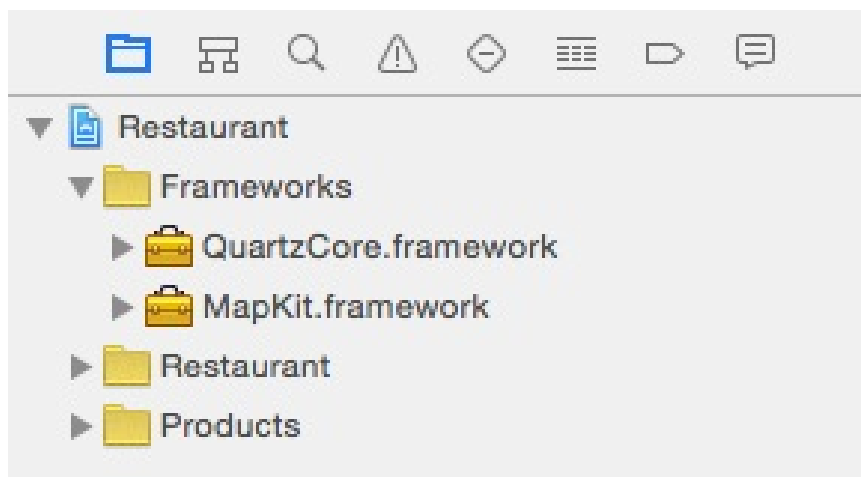 Restaurant
Frameworks
QuartzCore.framework
MapKit.framework
Restaurant
Products